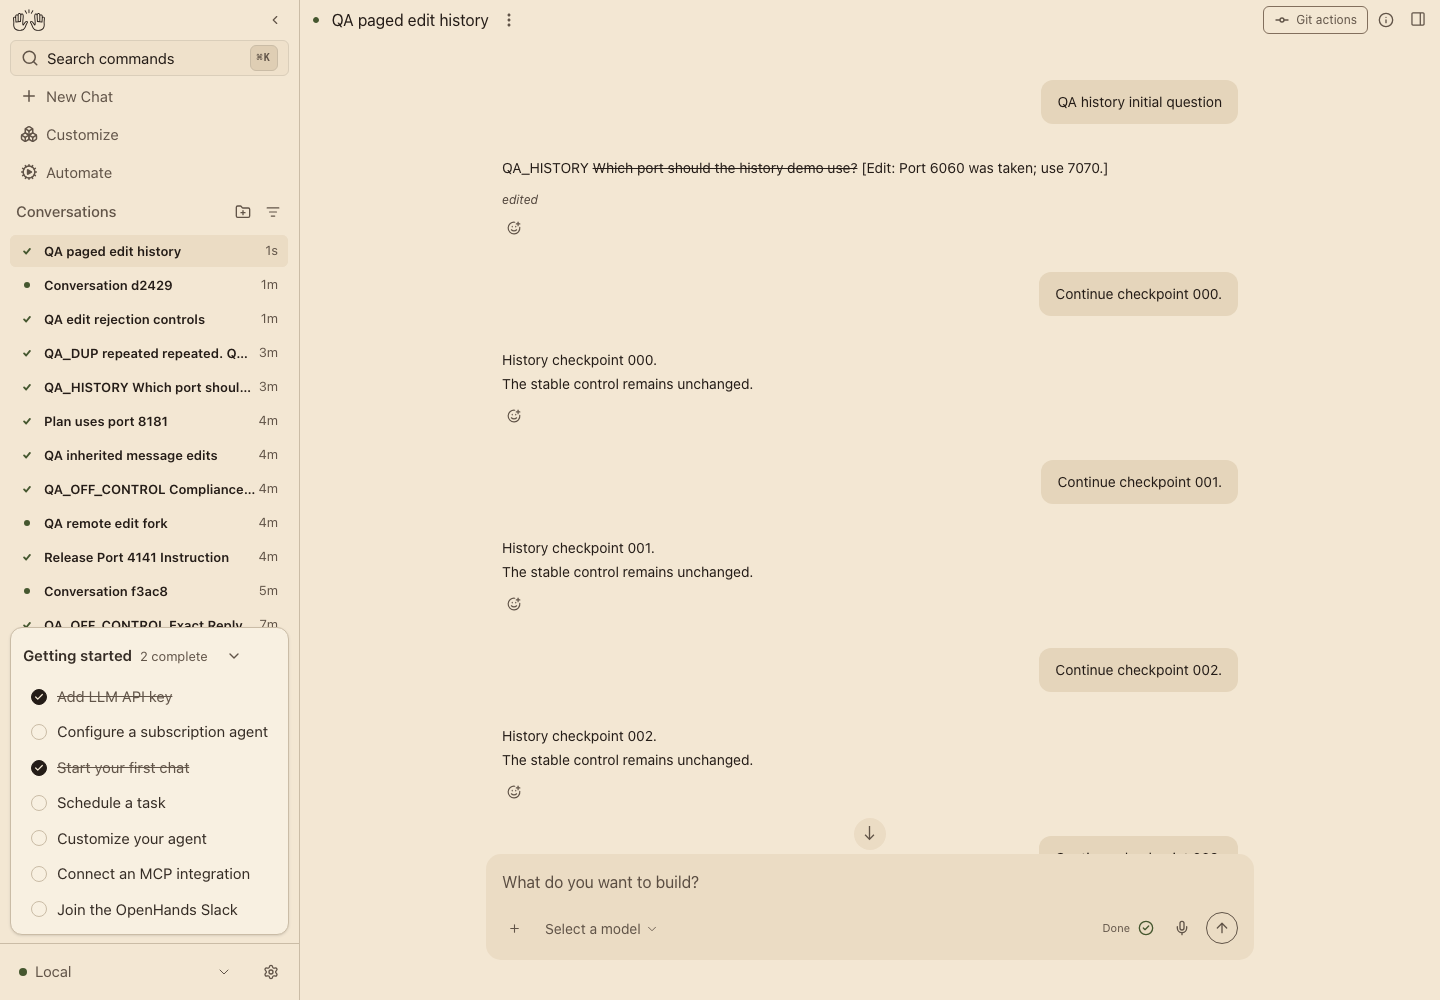 QA paged edit history
Git actions
Search commands
⌘K
New Chat
Customize
Automate
Conversations
QA paged edit history 1s
Conversation d2429 1m
QA edit rejection controls 1m
QA_DUP repeated repeated. Q... 3m
QA_HISTORY Which port shoul... 3m
Plan uses port 8181 4m
QA inherited message edits 4m
QA_OFF_CONTROL Compliance... 4m
QA remote edit fork 4m
Release Port 4141 Instruction 4m
Conversation f3ac8 5m
QA_OFF_CONTROL Exact Reply 7m
Getting started 2 complete
Add LLM API key
Configure a subscription agent
Start your first chat
Schedule a task
Customize your agent
Connect an MCP integration
Join the OpenHands Slack
Local
QA history initial question
QA_HISTORY Which port should the history demo use? [Edit: Port 6060 was taken; use 7070.]
edited
Continue checkpoint 000.
History checkpoint 000.
The stable control remains unchanged.
Continue checkpoint 001.
History checkpoint 001.
The stable control remains unchanged.
Continue checkpoint 002.
History checkpoint 002.
The stable control remains unchanged.
What do you want to build?
Select a model
Done